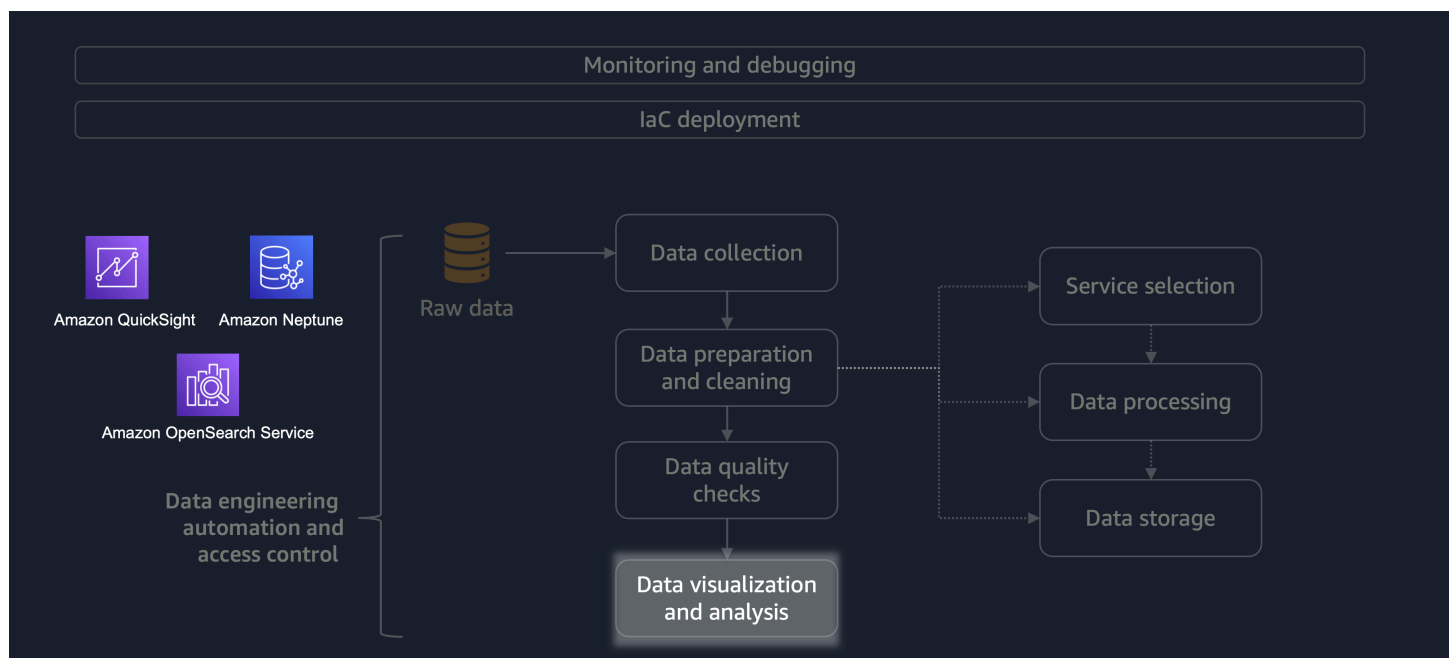 Monitoring and debugging
IaC deployment
Amazon QuickSight
Amazon Neptune
Amazon OpenSearch Service
Data engineering
automation and
access control
Raw data
Data collection
Data preparation
and cleaning
Data quality
checks
Data visualization
and analysis
Service selection
Data processing
Data storage